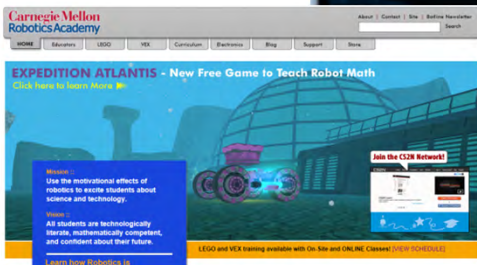 Carnegie Mellon
Robotics Academy
About | Contact | Site | Botline Newsletter
Search
HOME Educators LEGO VEX Curriculum Electronics Blog Support Store
EXPEDITION ATLANTIS - New Free Game to Teach Robot Math
Click here to learn More
Join the CS2N Network!
Mission ::
Use the motivational effects of
robotics to excite students about
science and technology.
Vision ::
All students are technologically
literate, mathematically competent,
and confident about their future.
Learn how Robotics is
LEGO and VEX training available with On-Site and ONLINE Classes! [VIEW SCHEDULE]